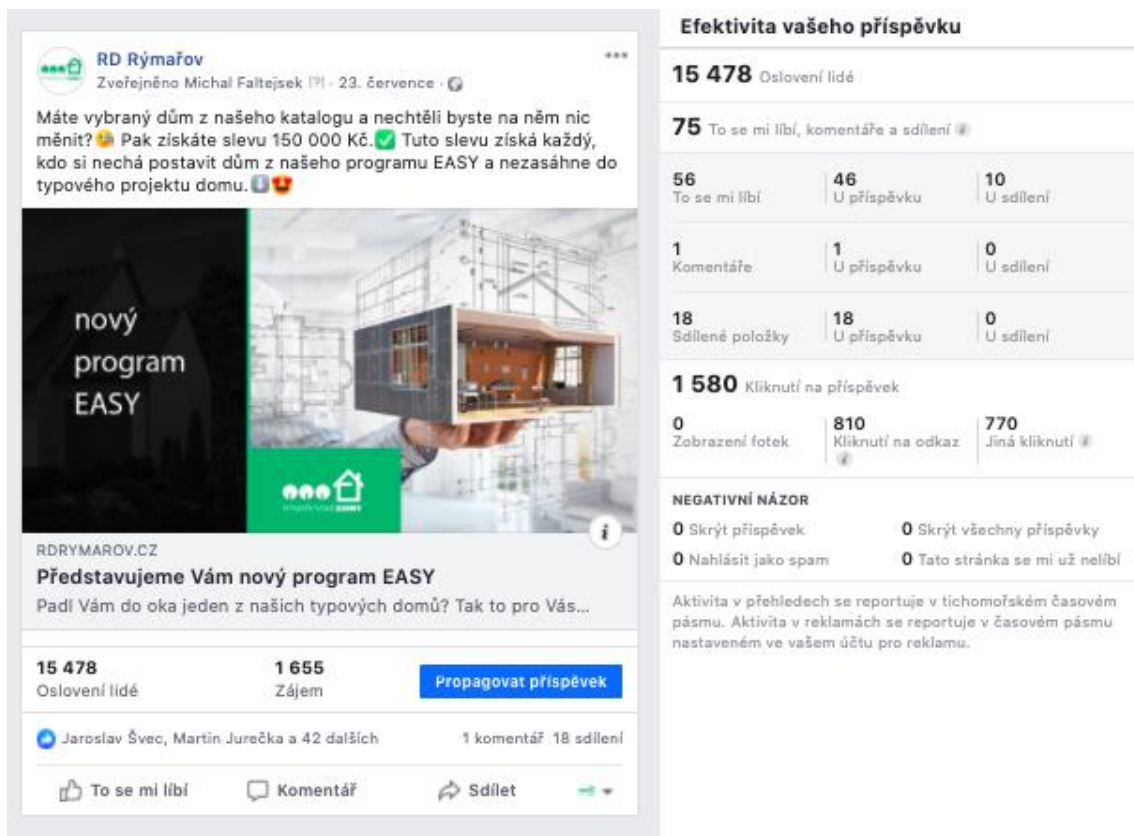 RD Rýmařov
Zveřejněno Michal Faltejsek [?] · 23. července ·
Máte vybraný dům z našeho katalogu a nechtěli byste na něm nic
měnit? Pak získáte slevu 150 000 Kč. Tuto slevu získá každý,
kdo si nechá postavit dům z našeho programu EASY a nezasáhne do
typového projektu domu.
nový
program
EASY
RDRYMAROV.CZ
Představujeme Vám nový program EASY
Padl Vám do oka jeden z našich typových domů? Tak to pro Vás...
15 478 1 655
Oslovení lidé Zájem Propagovat příspěvek
Jaroslav Švec, Martin Jurečka a 42 dalších 1 komentář 18 sdílení
To se mi líbí Komentář Sdílet
Efektivita vašeho příspěvku
15 478 Oslovení lidé
75 To se mi líbí, komentáře a sdílení
56 46 10
To se mi líbí U příspěvku U sdílení
1 1 0
Komentáře U příspěvku U sdílení
18 18 0
Sdílené položky U příspěvku U sdílení
1 580 Kliknutí na příspěvek
0 810 770
Zobrazení fotek Kliknutí na odkaz Jiná kliknutí
NEGATIVNÍ NÁZOR
0 Skrýt příspěvek 0 Skrýt všechny příspěvky
0 Nahlásit jako spam 0 Tato stránka se mi už nelíbí
Aktivita v přehledech se reportuje v tichomořském časovém
pásmu. Aktivita v reklamách se reportuje v časovém pásmu
nastaveném ve vašem účtu pro reklamu.